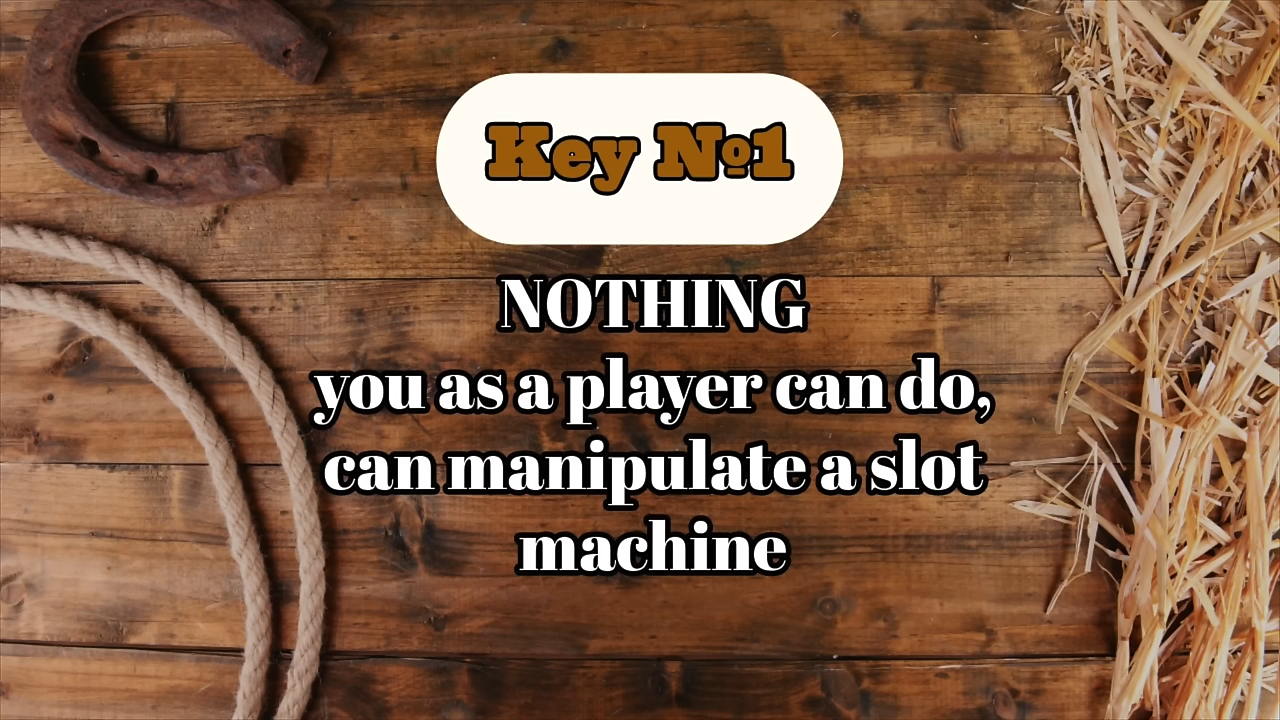 Key №1
NOTHING
you as a player can do,
can manipulate a slot
machine